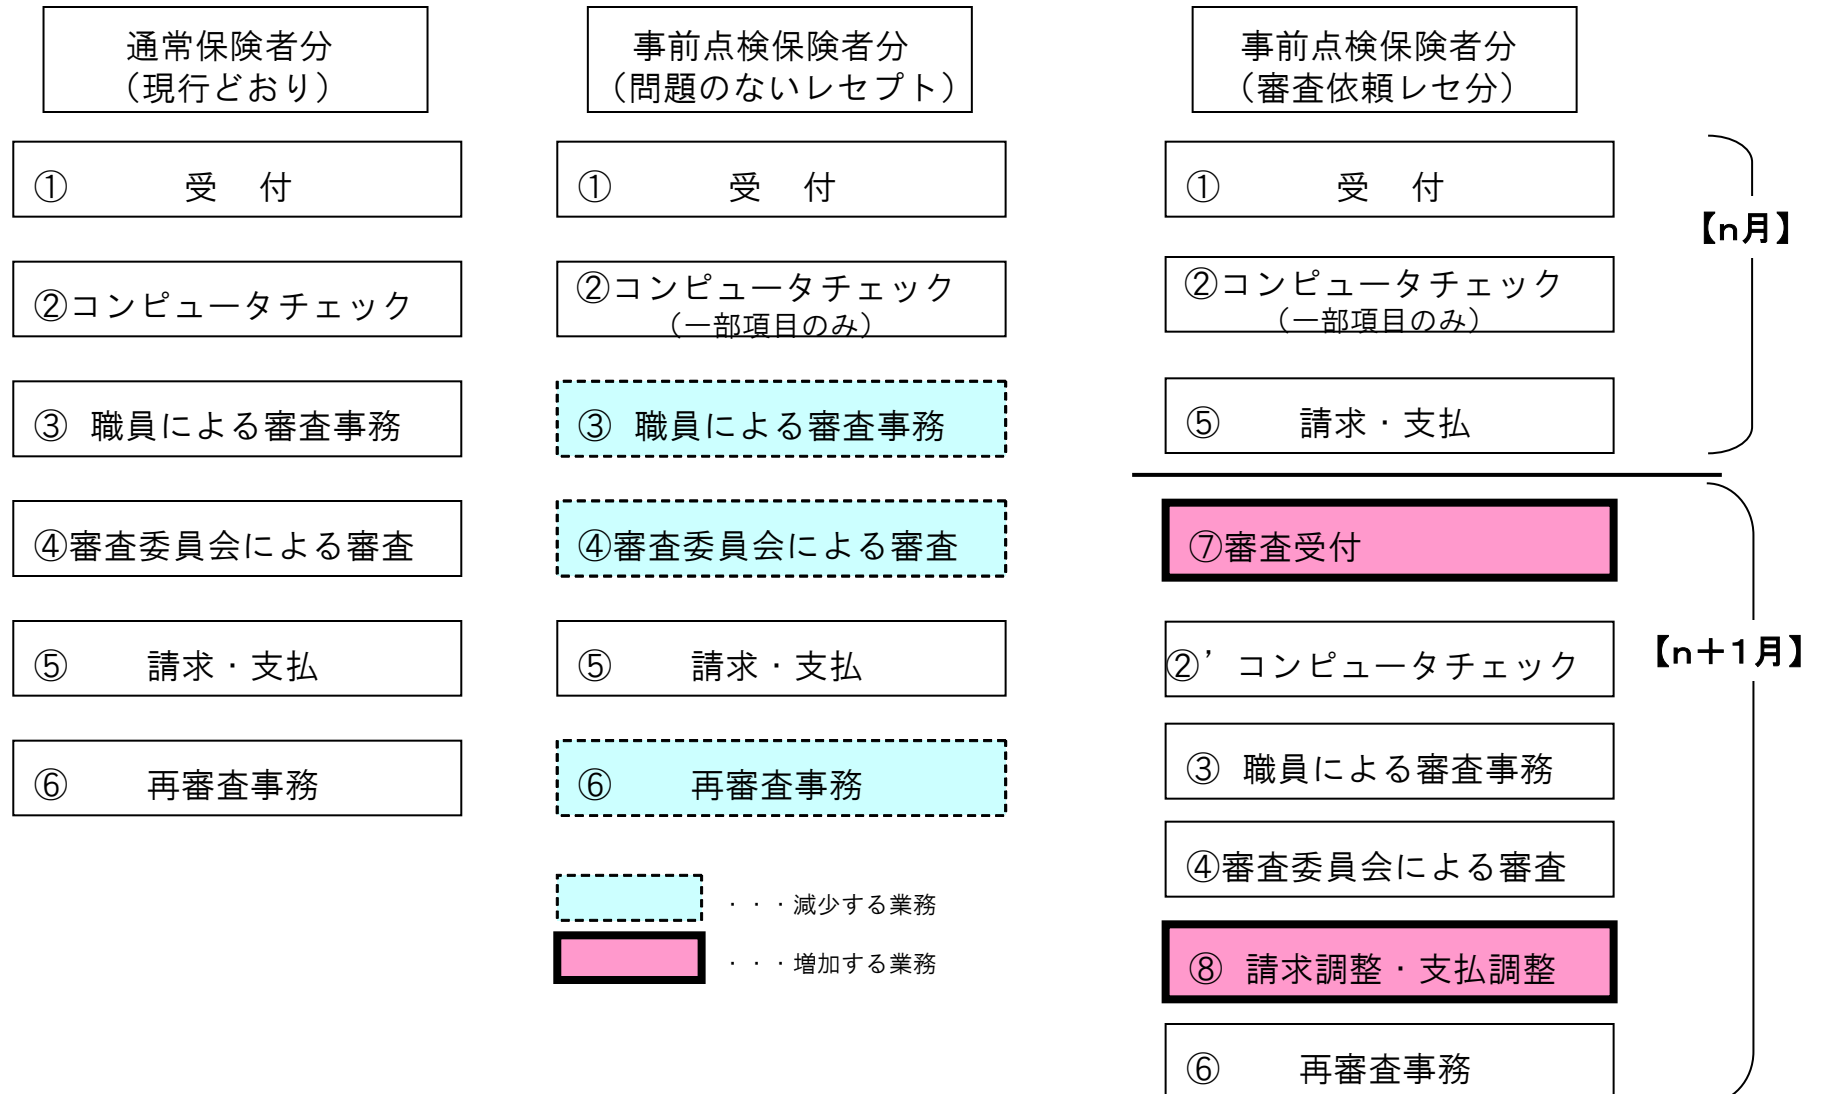 通常保険者分
（現行どおり）
① 受 付
②コンピュータチェック
③ 職員による審査事務
④審査委員会による審査
⑤ 請求・支払
⑥ 再審査事務
事前点検保険者分
（問題のないレセプト）
① 受 付
②コンピュータチェック
（一部項目のみ）
③ 職員による審査事務
④審査委員会による審査
⑤ 請求・支払
⑥ 再審査事務
・・・減少する業務
・・・増加する業務
事前点検保険者分
（審査依頼レセ分）
① 受 付
②コンピュータチェック
（一部項目のみ）
⑤ 請求・支払
【ｎ月】
⑦審査受付
②’コンピュータチェック
③ 職員による審査事務
④審査委員会による審査
⑧ 請求調整・支払調整
⑥ 再審査事務
【ｎ＋１月】